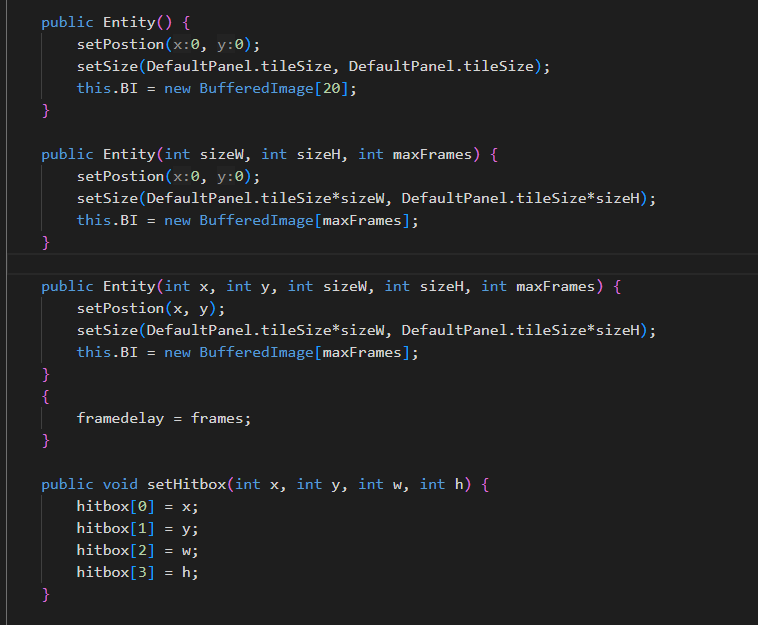 public Entity() {
setPostion(x:0, y:0);
setSize(DefaultPanel.tileSize, DefaultPanel.tileSize);
this.BI = new BufferedImage[20];
}
public Entity(int sizeW, int sizeH, int maxFrames) {
setPostion(x:0, y:0);
setSize(DefaultPanel.tileSize*sizeW, DefaultPanel.tileSize*sizeH);
this.BI = new BufferedImage[maxFrames];
}
public Entity(int x, int y, int sizeW, int sizeH, int maxFrames) {
setPostion(x, y);
setSize(DefaultPanel.tileSize*sizeW, DefaultPanel.tileSize*sizeH);
this.BI = new BufferedImage[maxFrames];
}
{
framedelay = frames;
}
public void setHitbox(int x, int y, int w, int h) {
hitbox[0] = x;
hitbox[1] = y;
hitbox[2] = w;
hitbox[3] = h;
}